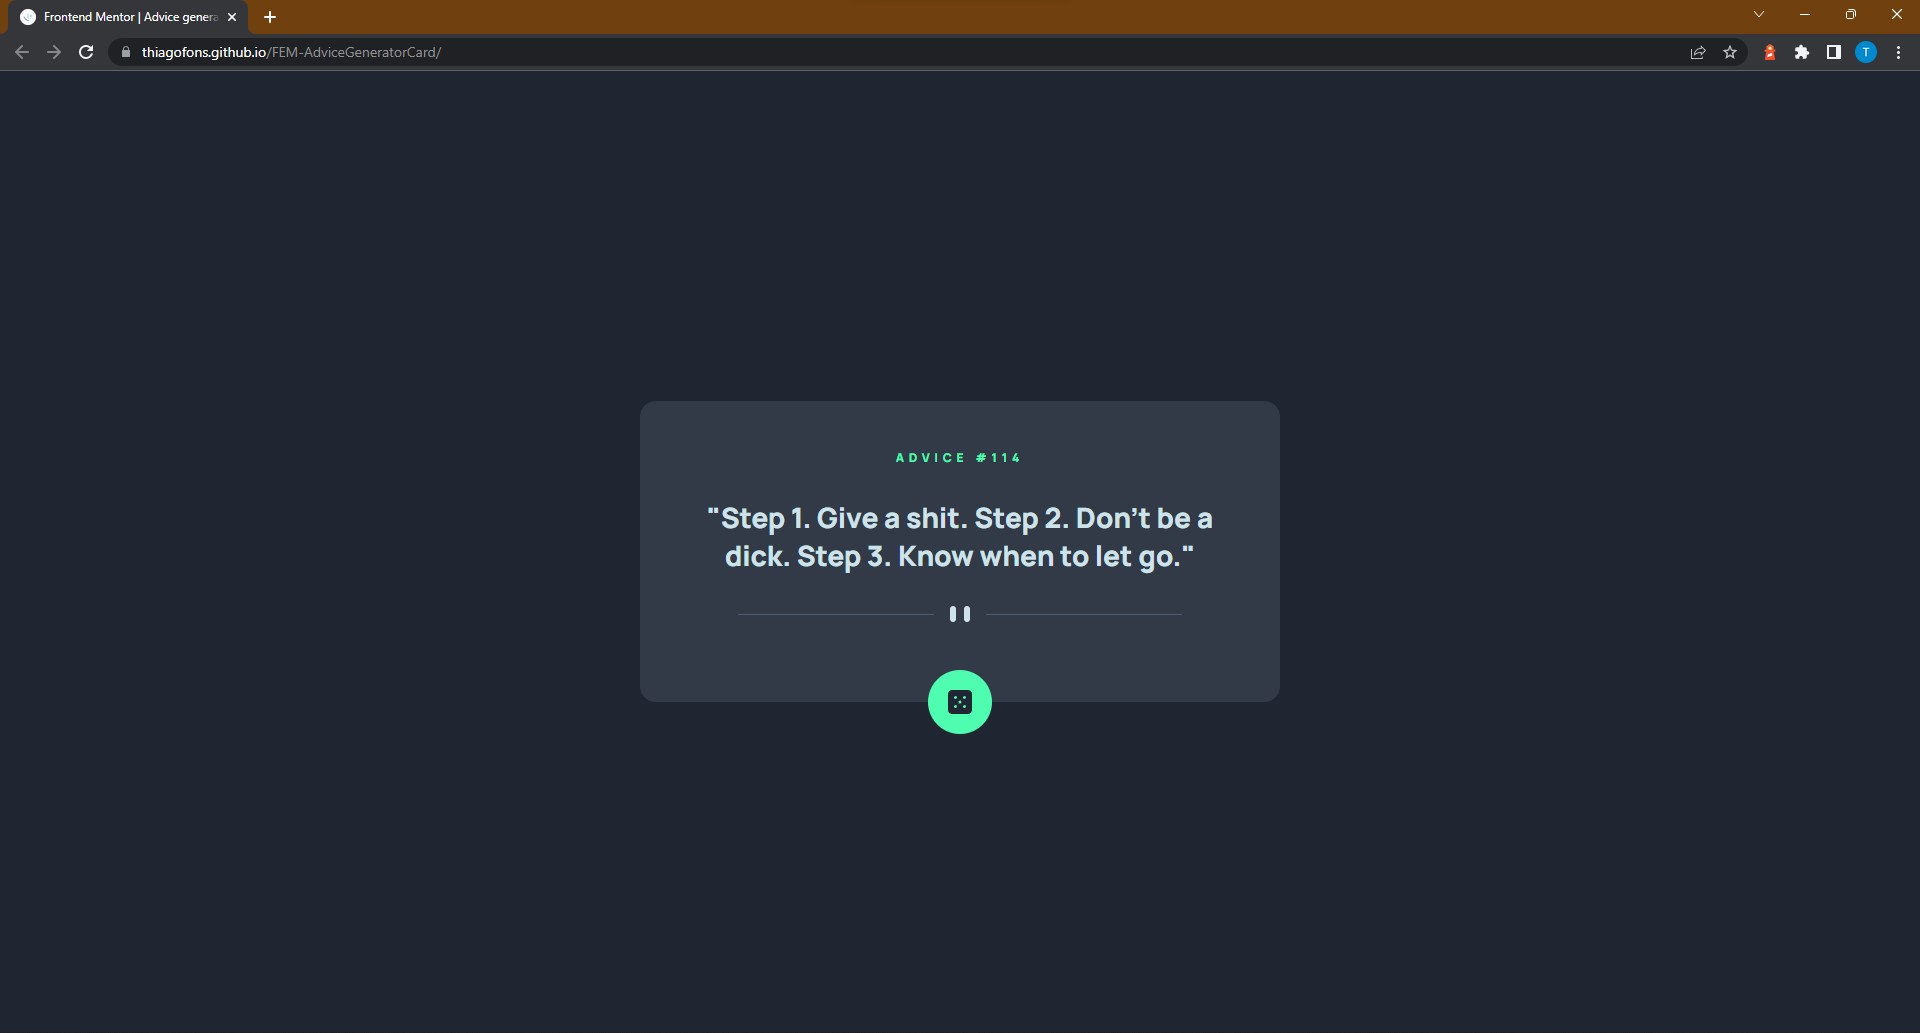 Frontend Mentor | Advice genera
thiagofons.github.io/FEM-AdviceGeneratorCard/
T
ADVICE #114
"Step 1. Give a shit. Step 2. Don't be a
dick. Step 3. Know when to let go."